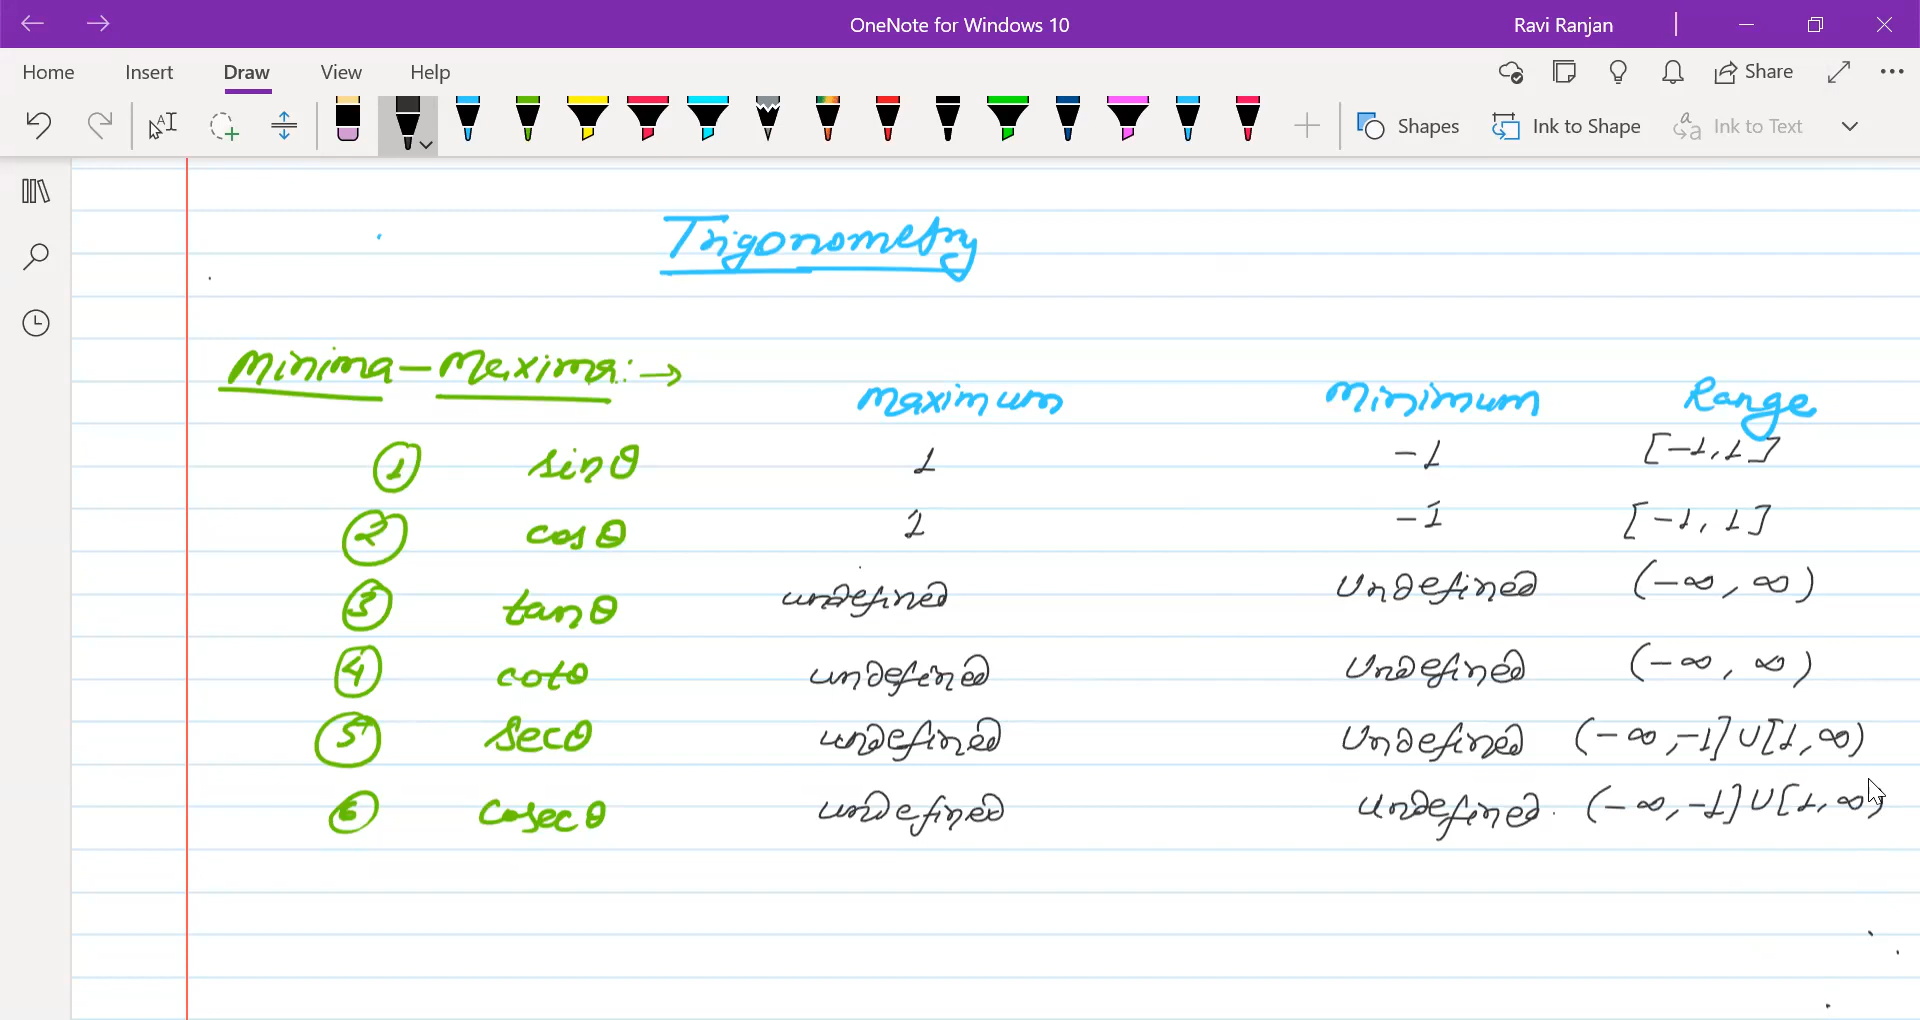 OneNote for Windows 10 Ravi Ranjan
Home Insert Draw View Help Share
Shapes Ink to Shape Ink to Text
Trigonometry
Minima - Maxima: →
Maximum Minimum Range
① sinθ 1 -1 [-1, 1]
② cosθ 1 -1 [-1, 1]
③ tanθ undefined Undefined (-∞, ∞)
④ cotθ undefined Undefined (-∞, ∞)
⑤ Secθ undefined Undefined (-∞, -1] U [1, ∞)
⑥ Cosecθ undefined Undefined. (-∞, -1] U [1, ∞)